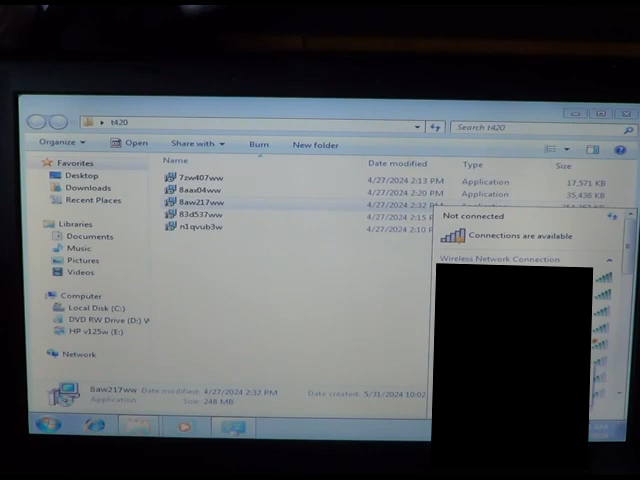 t420
Search t420
Organize Open Share with Burn New folder
Name Date modified Type Size
Favorites
Desktop
Downloads
Recent Places
Libraries
Documents
Music
Pictures
Videos
Computer
Local Disk (C:)
DVD RW Drive (D:) W
HP v125w (E:)
Network
7zw407ww 4/27/2024 2:13 PM Application 17,571 KB
8aax04ww 4/27/2024 2:20 PM Application 35,436 KB
8aw217ww 4/27/2024 2:32 PM Application
83d537ww 4/27/2024 2:15
n1qvub3w 4/27/2024 2:10
Not connected
Connections are available
Wireless Network Connection
8aw217ww Date modified: 4/27/2024 2:32 PM Date created: 5/31/2024 10:02
Application Size: 248 MB